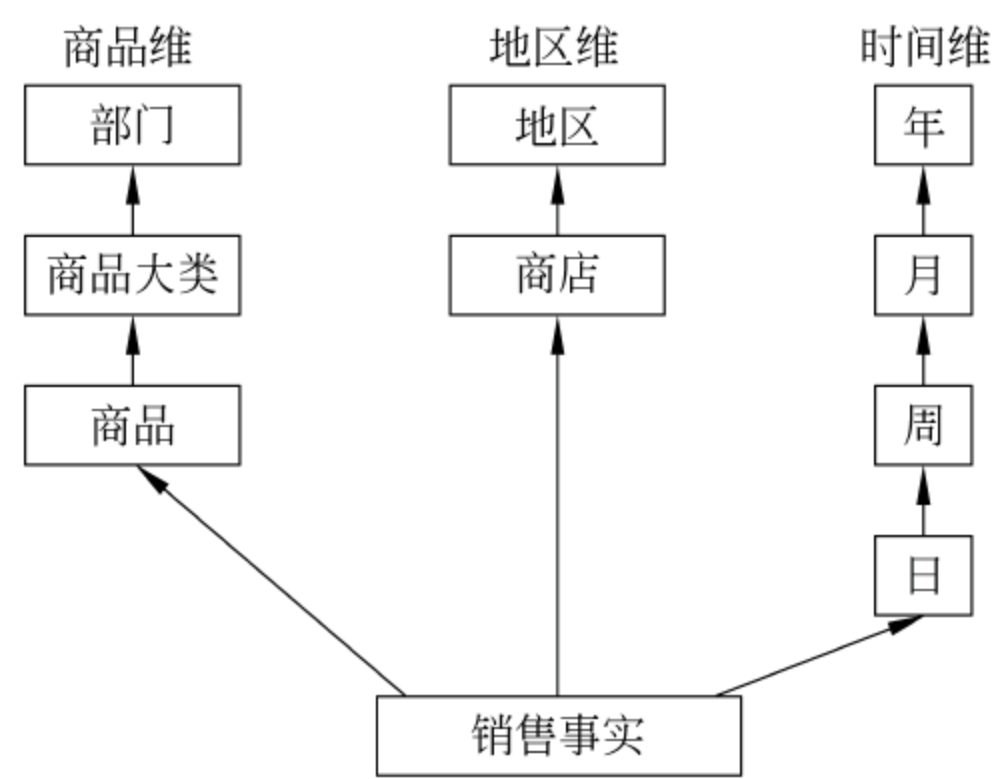 商品维 地区维 时间维
部门 地区 年
商品大类 商店 月
商品 周
日
销售事实